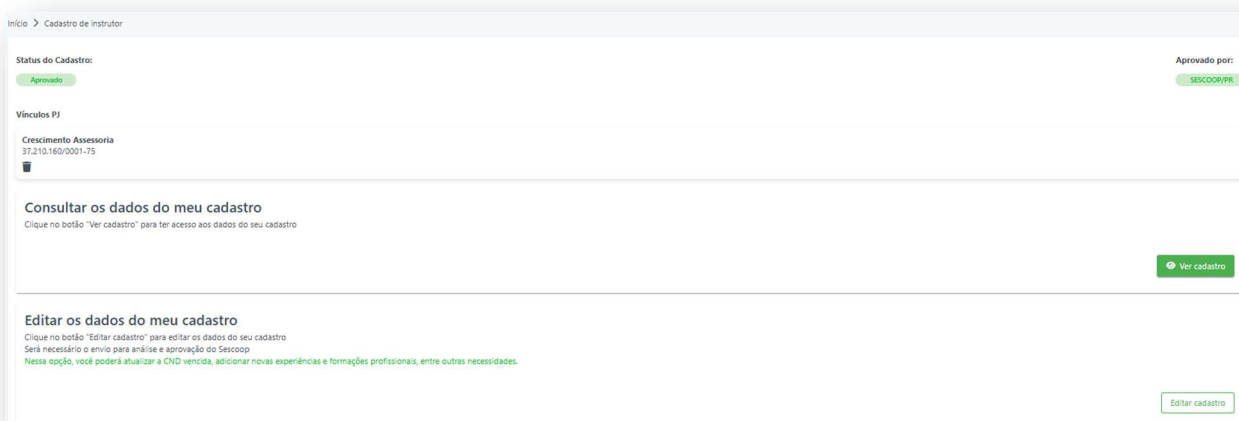 Início > Cadastro de instrutor
Status do Cadastro:
Aprovado
Aprovado por:
SESCOOP/PR
Vínculos PJ
Crescimento Assessoria
37.210.160/0001-75
Consultar os dados do meu cadastro
Clique no botão "Ver cadastro" para ter acesso aos dados do seu cadastro
Ver cadastro
Editar os dados do meu cadastro
Clique no botão "Editar cadastro" para editar os dados do seu cadastro
Será necessário o envio para análise e aprovação do Sescoop
Nessa opção, você poderá atualizar a CND vencida, adicionar novas experiências e formações profissionais, entre outras necessidades.
Editar cadastro